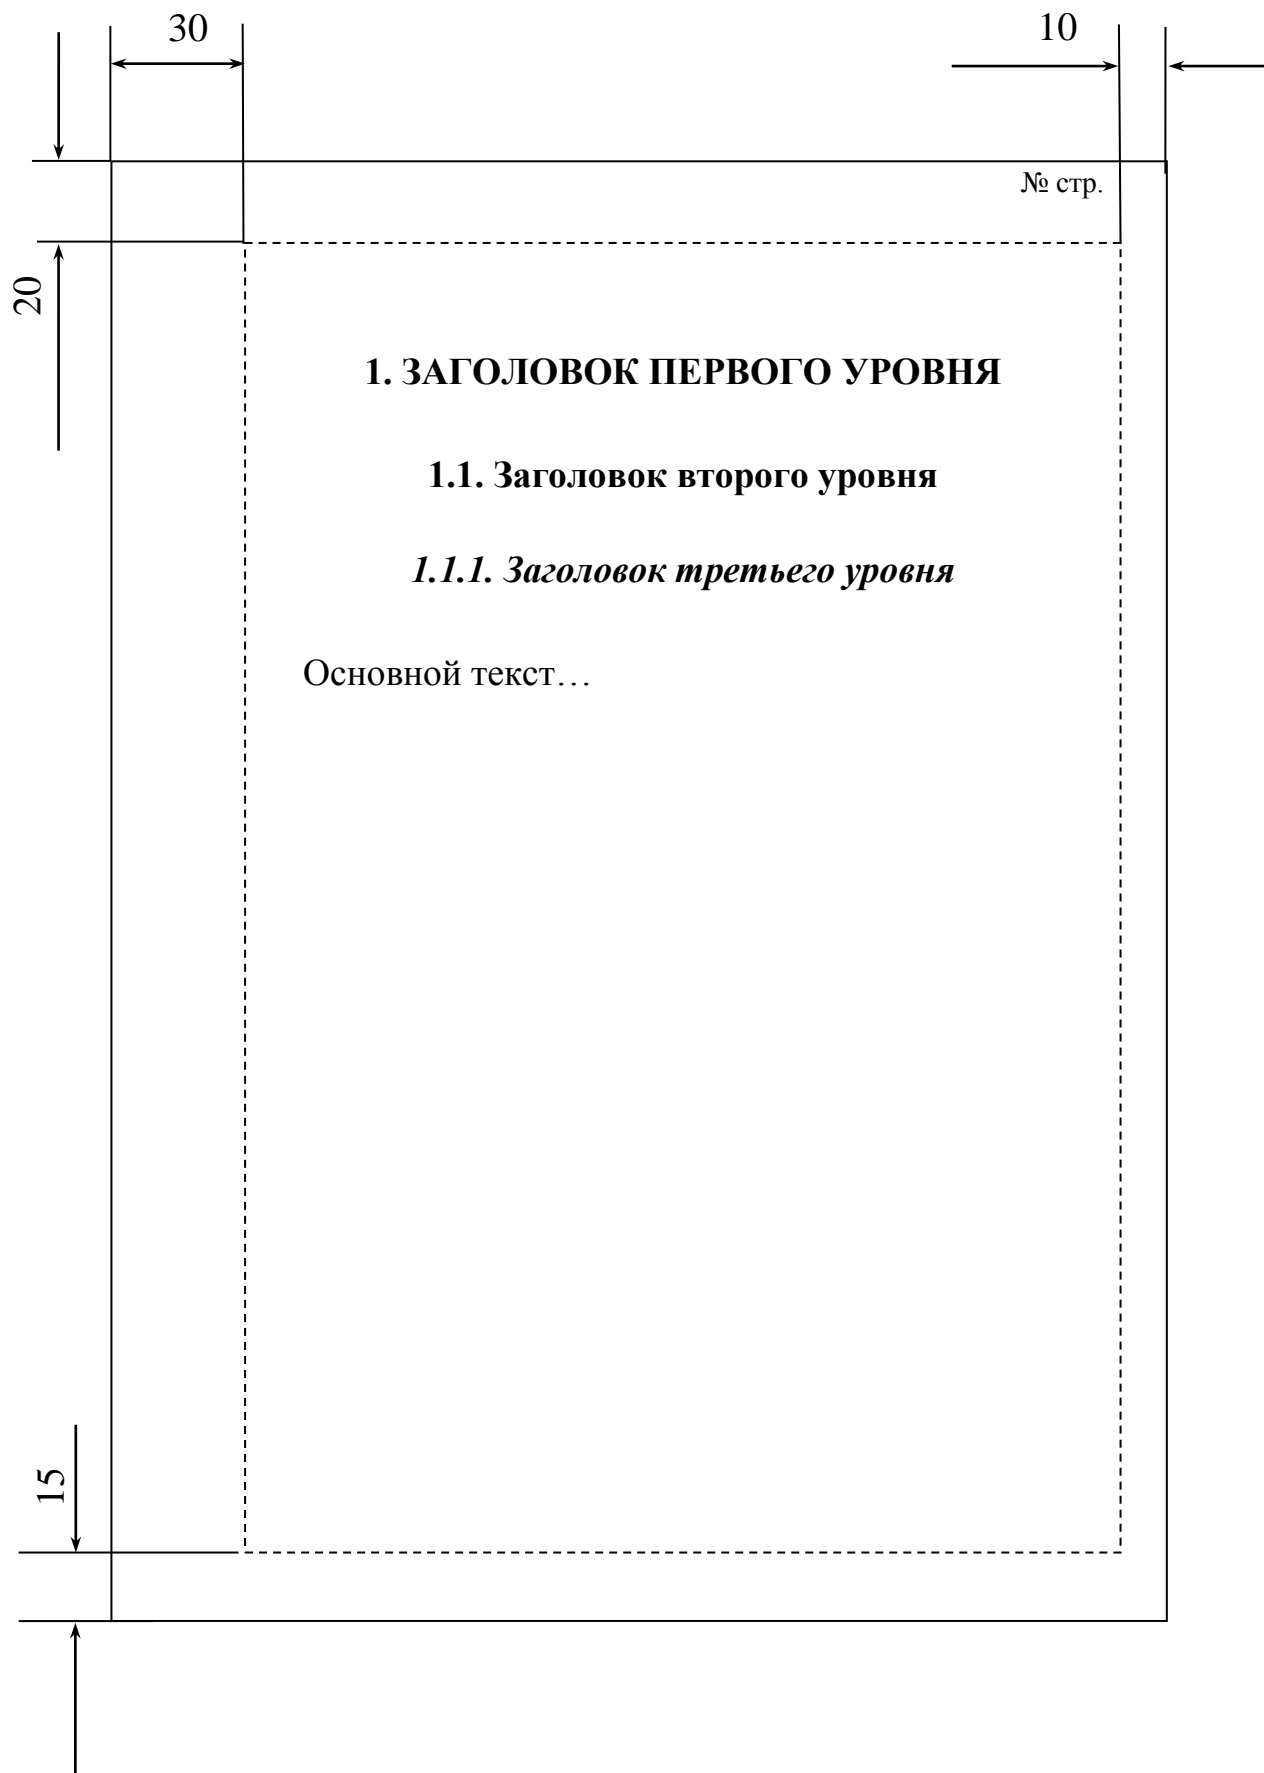 30
10
№ стр.
20
1. ЗАГОЛОВОК ПЕРВОГО УРОВНЯ
1.1. Заголовок второго уровня
1.1.1. Заголовок третьего уровня
Основной текст…
15